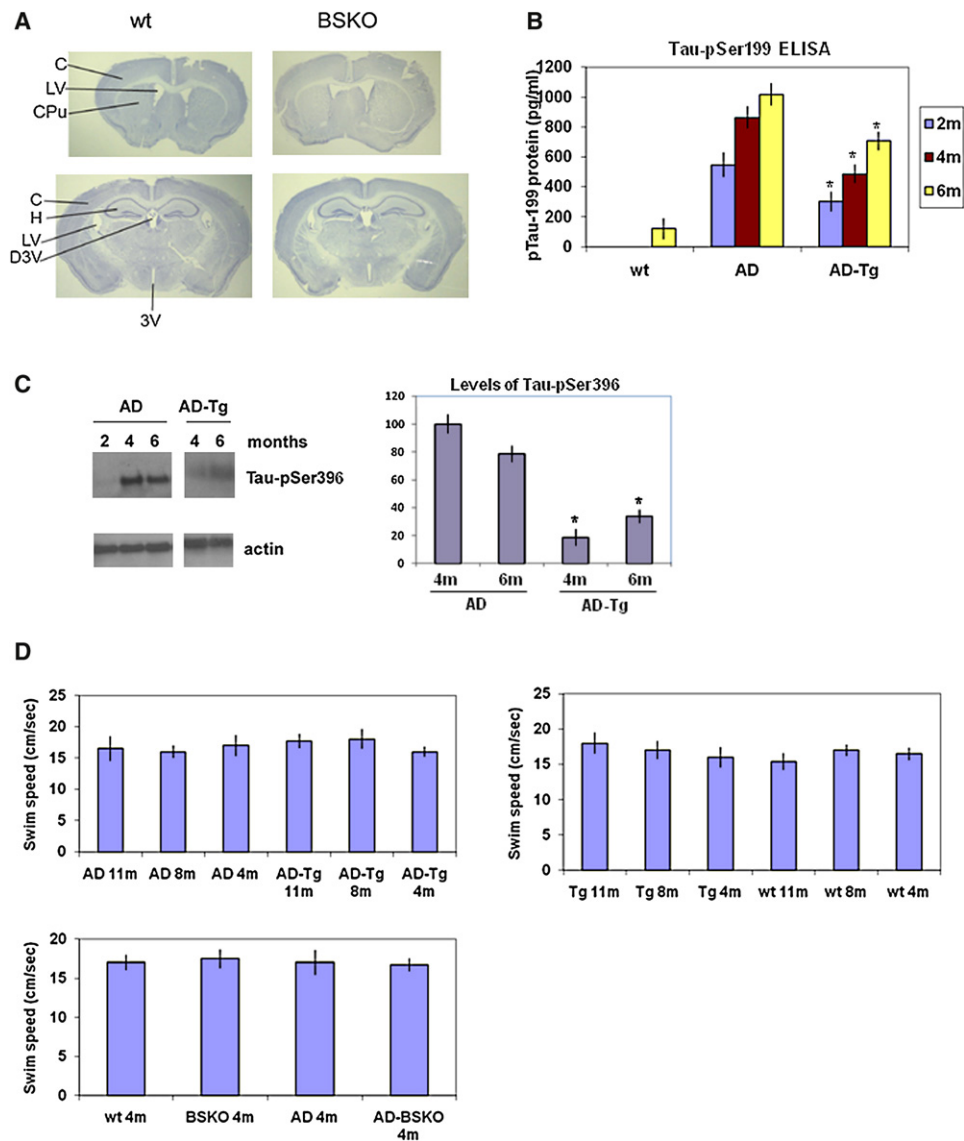 A
wt
BSKO
C
LV
CPu
C
H
LV
D3V
3V
B
Tau-pSer199 ELISA
pTau-199 protein (pg/ml)
1200
1000
800
600
400
200
0
*
*
*
wt
AD
AD-Tg
2m
4m
6m
C
AD
AD-Tg
2 4 6 4 6 months
Tau-pSer396
actin
Levels of Tau-pSer396
120
100
80
60
40
20
0
*
*
4m 6m 4m 6m
AD AD-Tg
D
Swim speed (cm/sec)
25
20
15
10
5
0
AD 11m AD 8m AD 4m AD-Tg AD-Tg AD-Tg
11m 8m 4m
Swim speed (cm/sec)
25
20
15
10
5
0
Tg 11m Tg 8m Tg 4m wt 11m wt 8m wt 4m
Swim speed (cm/sec)
20
15
10
5
0
wt 4m BSKO 4m AD 4m AD-BSKO
4m